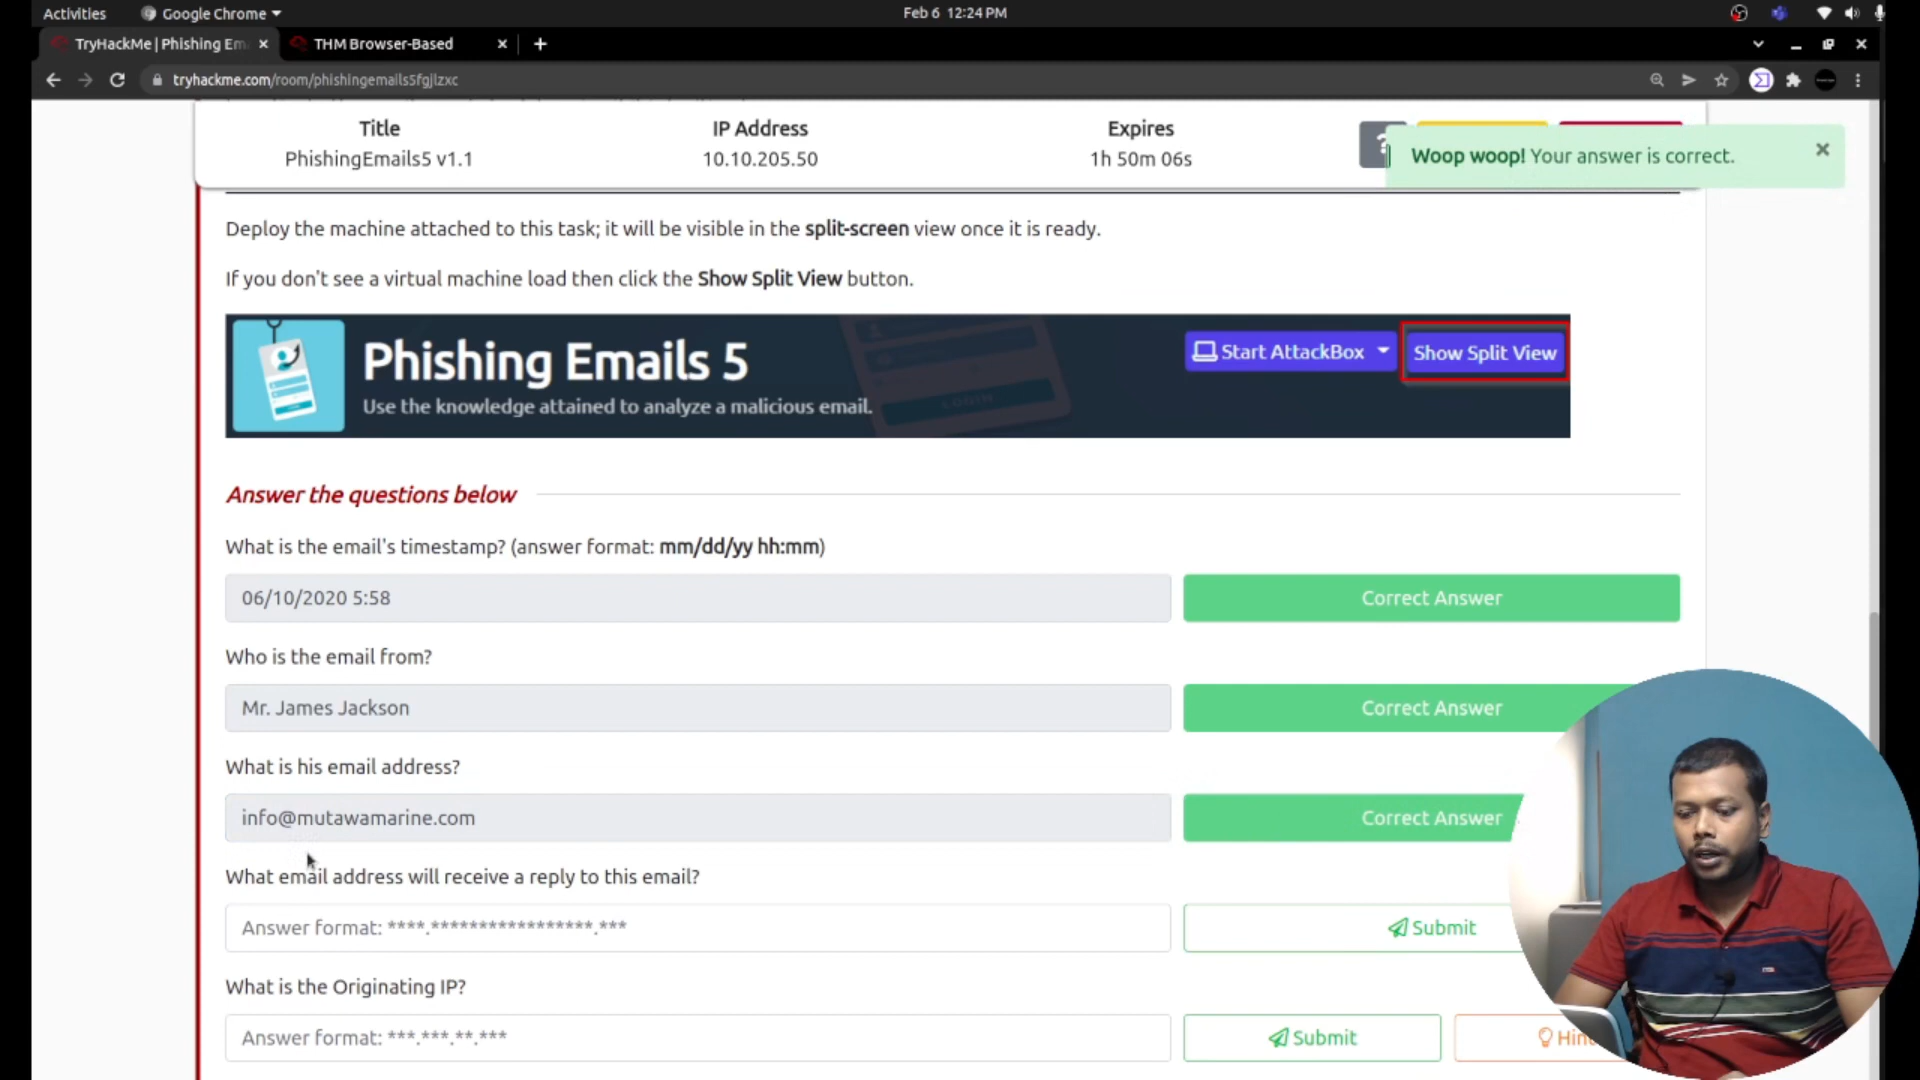 Activities Google Chrome Feb 6 12:24 PM
TryHackMe | Phishing Em THM Browser-Based
tryhackme.com/room/phishingemails5fgjlzxc
Title IP Address Expires
PhishingEmails5 v1.1 10.10.205.50 1h 50m 06s
?
Woop woop! Your answer is correct.
Deploy the machine attached to this task; it will be visible in the split-screen view once it is ready.
If you don't see a virtual machine load then click the Show Split View button.
Phishing Emails 5
Use the knowledge attained to analyze a malicious email.
LOGIN
Start AttackBox Show Split View
Answer the questions below
What is the email's timestamp? (answer format: mm/dd/yy hh:mm)
06/10/2020 5:58 Correct Answer
Who is the email from?
Mr. James Jackson Correct Answer
What is his email address?
info@mutawamarine.com Correct Answer
What email address will receive a reply to this email?
Answer format: ****.*****************.*** Submit
What is the Originating IP?
Answer format: ***.***.**.*** Submit Hin